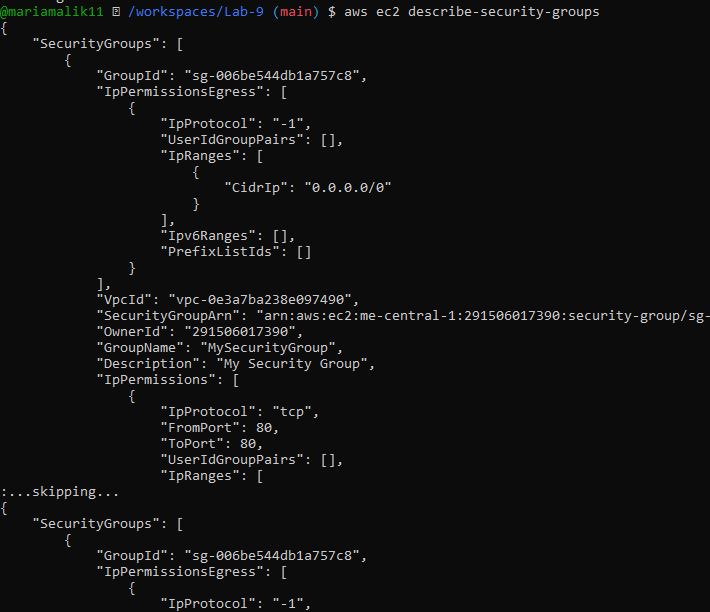 @mariamalik11 /workspaces/Lab-9 (main) $ aws ec2 describe-security-groups
{
    "SecurityGroups": [
        {
            "GroupId": "sg-006be544db1a757c8",
            "IpPermissionsEgress": [
                {
                    "IpProtocol": "-1",
                    "UserIdGroupPairs": [],
                    "IpRanges": [
                        {
                            "CidrIp": "0.0.0.0/0"
                        }
                    ],
                    "Ipv6Ranges": [],
                    "PrefixListIds": []
                }
            ],
            "VpcId": "vpc-0e3a7ba238e097490",
            "SecurityGroupArn": "arn:aws:ec2:me-central-1:291506017390:security-group/sg-
            "OwnerId": "291506017390",
            "GroupName": "MySecurityGroup",
            "Description": "My Security Group",
            "IpPermissions": [
                {
                    "IpProtocol": "tcp",
                    "FromPort": 80,
                    "ToPort": 80,
                    "UserIdGroupPairs": [],
                    "IpRanges": [
:...skipping...
{
    "SecurityGroups": [
        {
            "GroupId": "sg-006be544db1a757c8",
            "IpPermissionsEgress": [
                {
                    "IpProtocol": "-1",